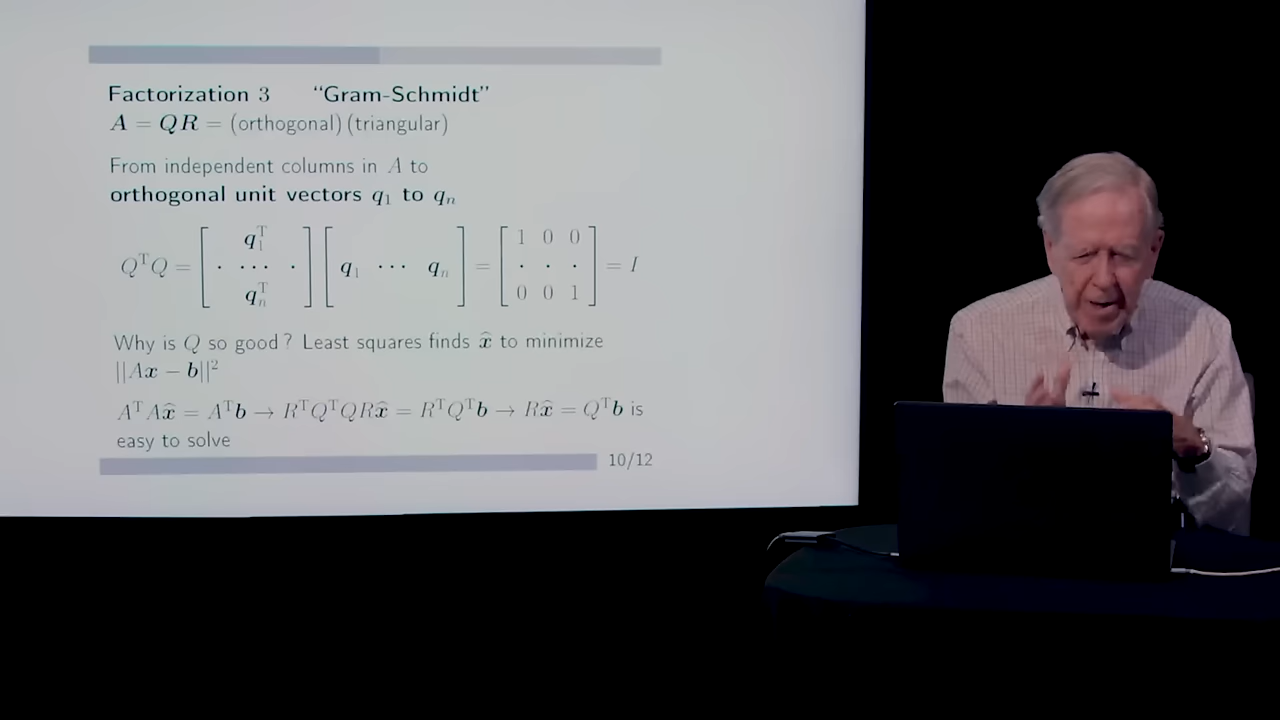 Factorization 3 “Gram-Schmidt”
A = QR = (orthogonal) (triangular)
From independent columns in A to
orthogonal unit vectors q₁ to qₙ
QᵀQ = [ q₁ᵀ · ··· · qₙᵀ ] [ q₁ ··· qₙ ] = [ 1 0 0 · · · 0 0 1 ] = I
Why is Q so good ? Least squares finds x̂ to minimize
||Ax − b||²
AᵀAx̂ = Aᵀb → RᵀQᵀQRx̂ = RᵀQᵀb → Rx̂ = Qᵀb is
easy to solve
10/12